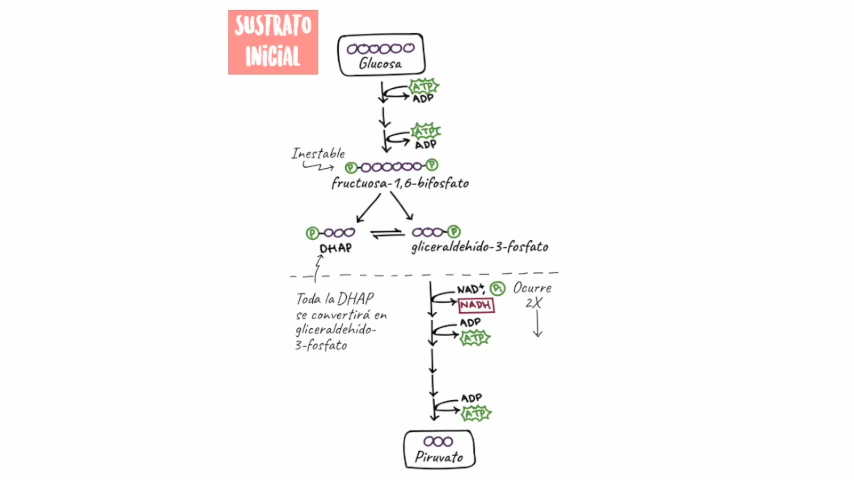 SUSTRATO
INICIAL
Glucosa
ATP
ADP
ATP
ADP
Inestable
P
P
fructuosa-1,6-bifosfato
P
DHAP
P
gliceraldehído-3-fosfato
Toda la DHAP
se convertirá en
gliceraldehído-
3-fosfato
NAD+, Pi
NADH
Ocurre
2X
ADP
ATP
ADP
ATP
Piruvato